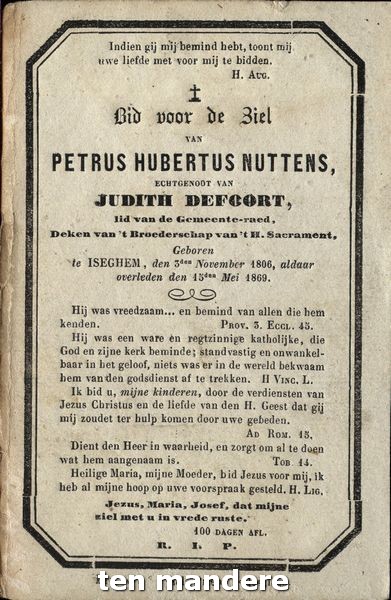 Indien gij mij bemind hebt, toont mij
uwe liefde met voor mij te bidden.
H. Aug.
Bid voor de Ziel
VAN
PETRUS HUBERTUS NUTTENS,
ECHTGENOOT VAN
JUDITH DEFOORT,
lid van de Gemeente-raed,
Deken van 't Broederschap van 't H. Sacrament,
Geboren
te ISEGHEM, den 3den November 1806, aldaar
overleden den 15den Mei 1869.
Hij was vreedzaam... en bemind van allen die hem
kenden. Prov. 3. Eccl. 45.
Hij was een ware en regtzinnige katholijke, die
God en zijne kerk beminde; standvastig en onwankel-
baar in het geloof, niets was er in de wereld bekwaam
hem van den godsdienst af te trekken. H Vinc. L.
Ik bid u, mijne kinderen, door de verdiensten van
Jezus Christus en de liefde van den H. Geest dat gij
mij zoudet ter hulp komen door uwe gebeden.
Ad Rom. 15.
Dient den Heer in waarheid, en zorgt om al te doen
wat hem aangenaam is. Tob. 14.
Heilige Maria, mijne Moeder, bid Jezus voor mij, ik
heb al mijne hoop op uwe voorspraak gesteld. H. Lig.
Jezus, Maria, Josef, dat mijne
ziel met u in vrede ruste.
100 DAGEN AFL.
R. I. P.
ten mandere